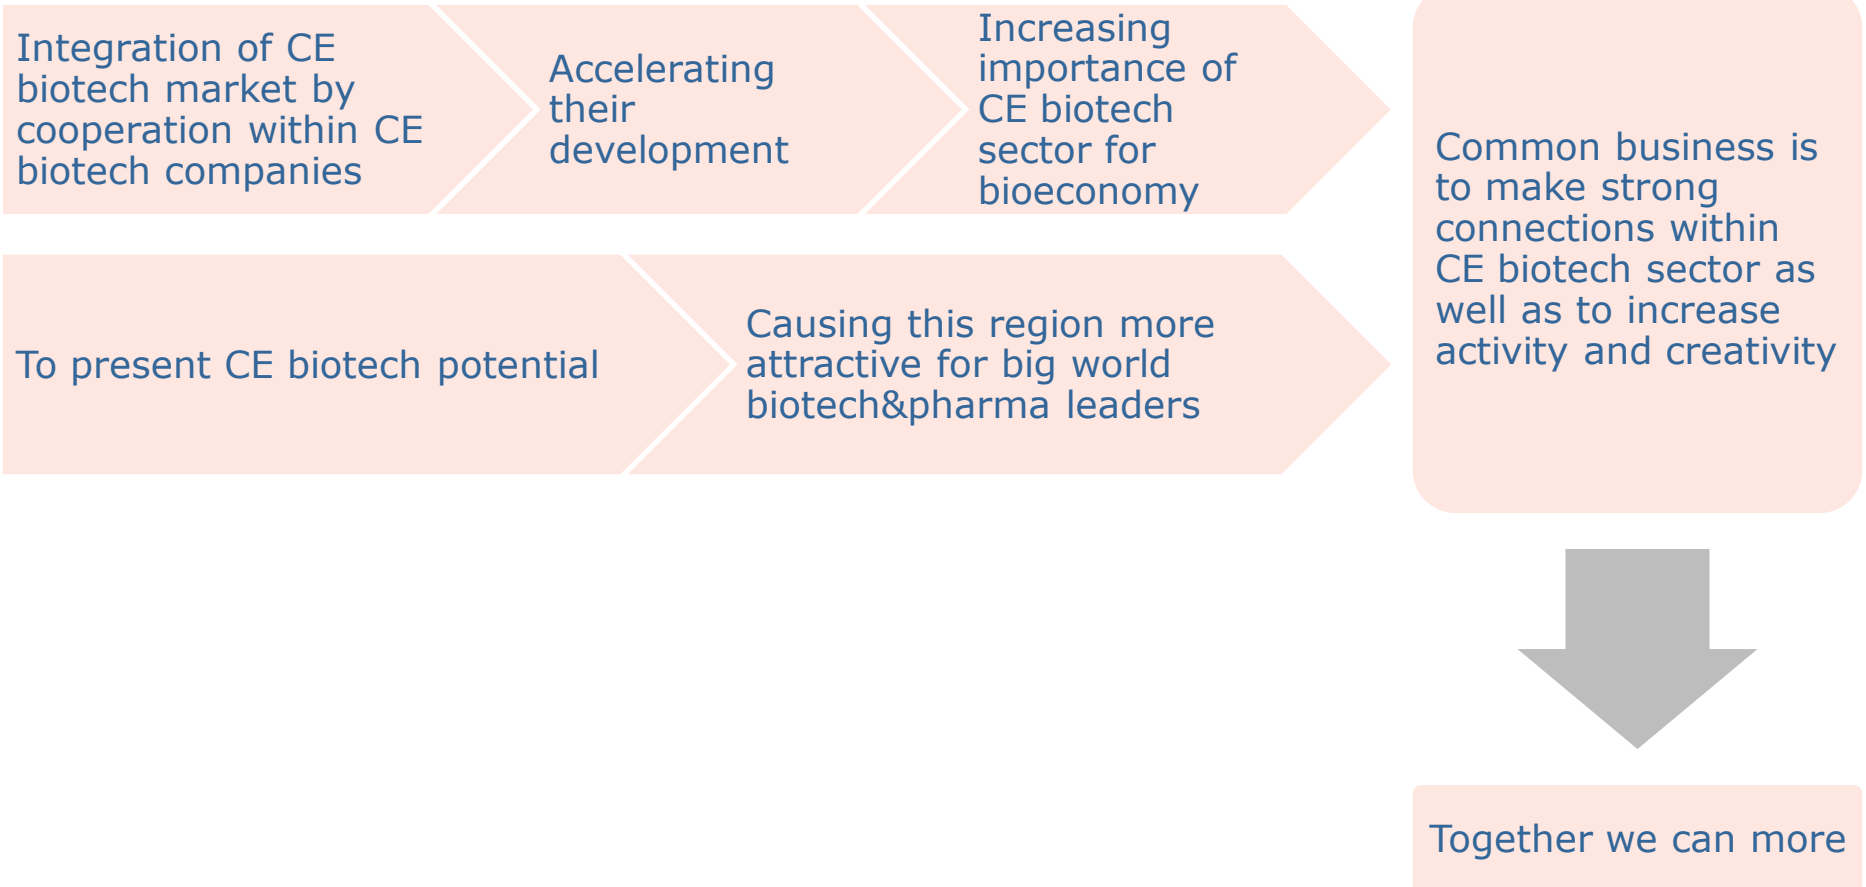 Integration of CE
biotech market by
cooperation within CE
biotech companies
Accelerating
their
development
Increasing
importance of
CE biotech
sector for
bioeconomy
To present CE biotech potential
Causing this region more
attractive for big world
biotech&pharma leaders
Common business is
to make strong
connections within
CE biotech sector as
well as to increase
activity and creativity
Together we can more